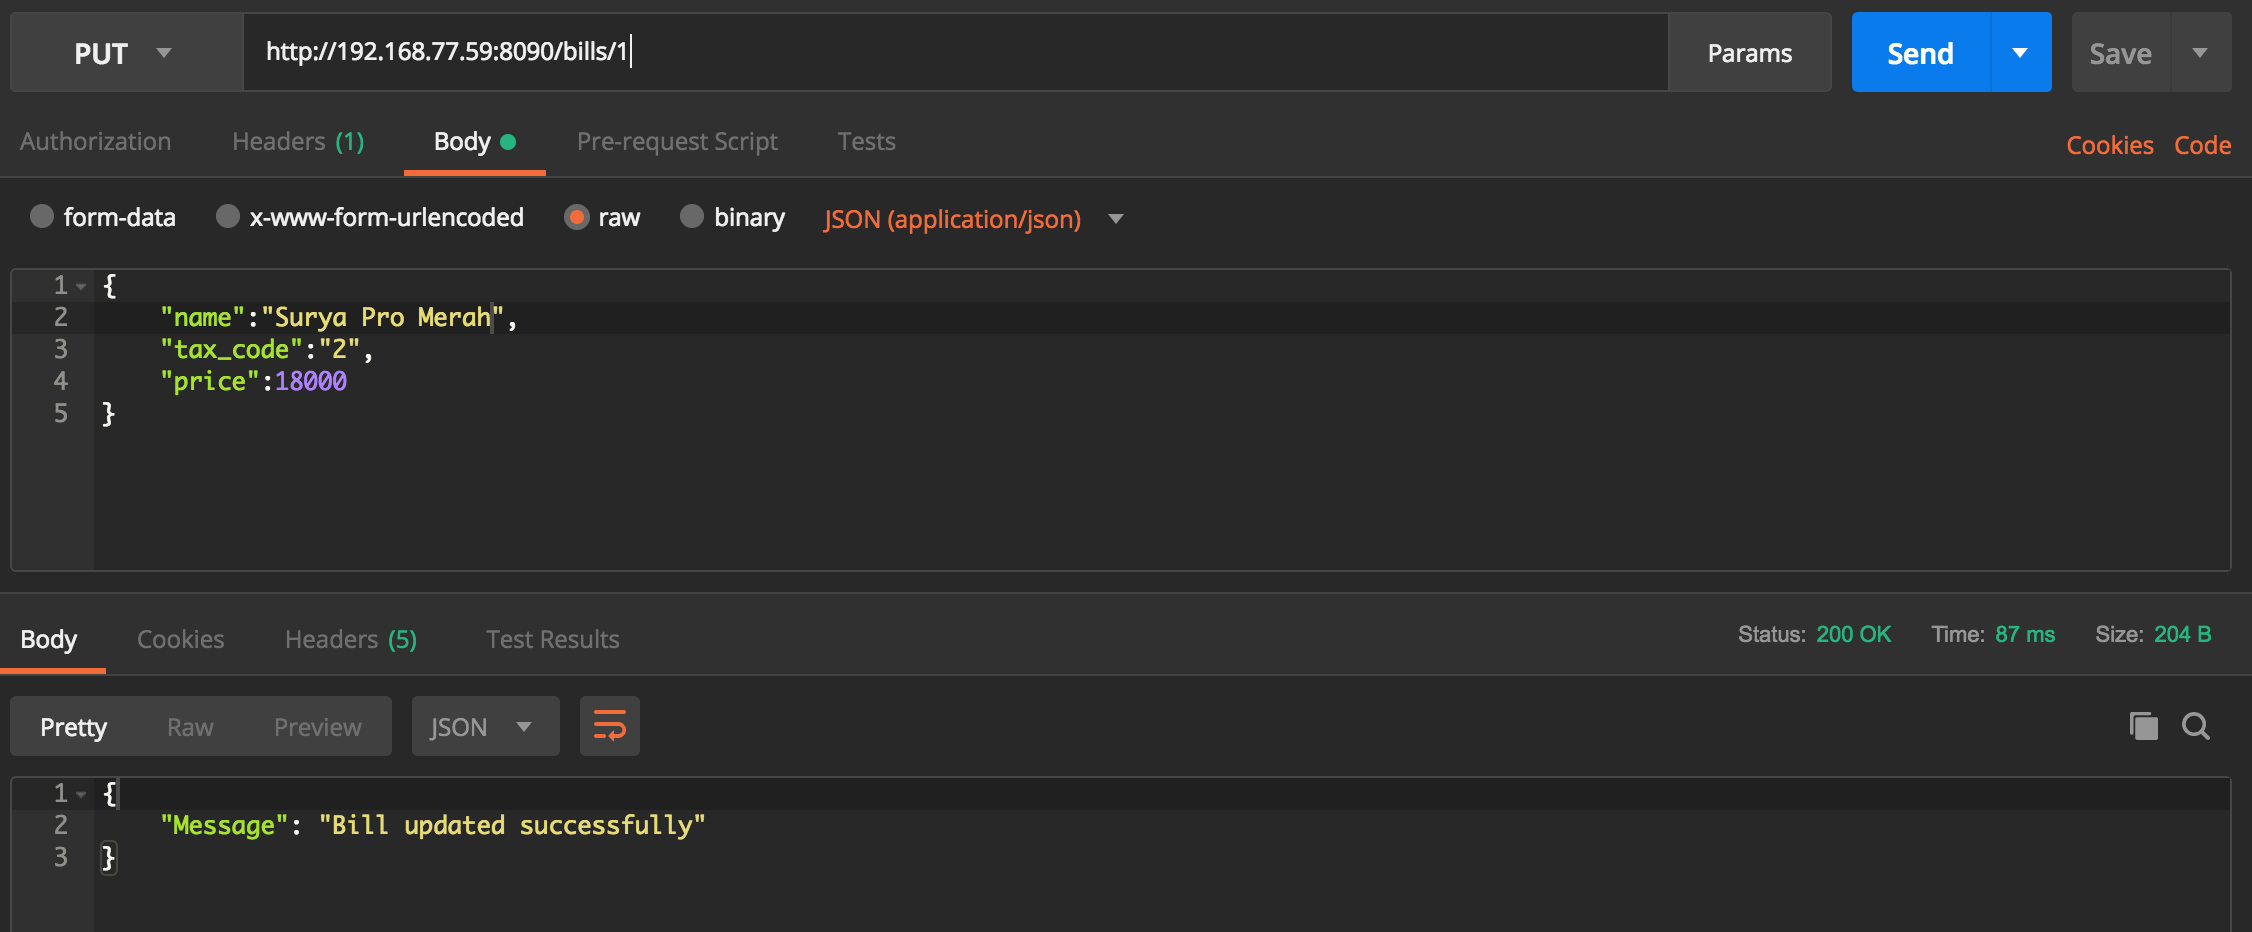 PUT http://192.168.77.59:8090/bills/1 Params Send Save
Authorization Headers (1) Body Pre-request Script Tests Cookies Code
form-data x-www-form-urlencoded raw binary JSON (application/json)
1 {
2 "name":"Surya Pro Merah",
3 "tax_code":"2",
4 "price":18000
5 }
Body Cookies Headers (5) Test Results Status: 200 OK Time: 87 ms Size: 204 B
Pretty Raw Preview JSON
1 {
2 "Message": "Bill updated successfully"
3 }